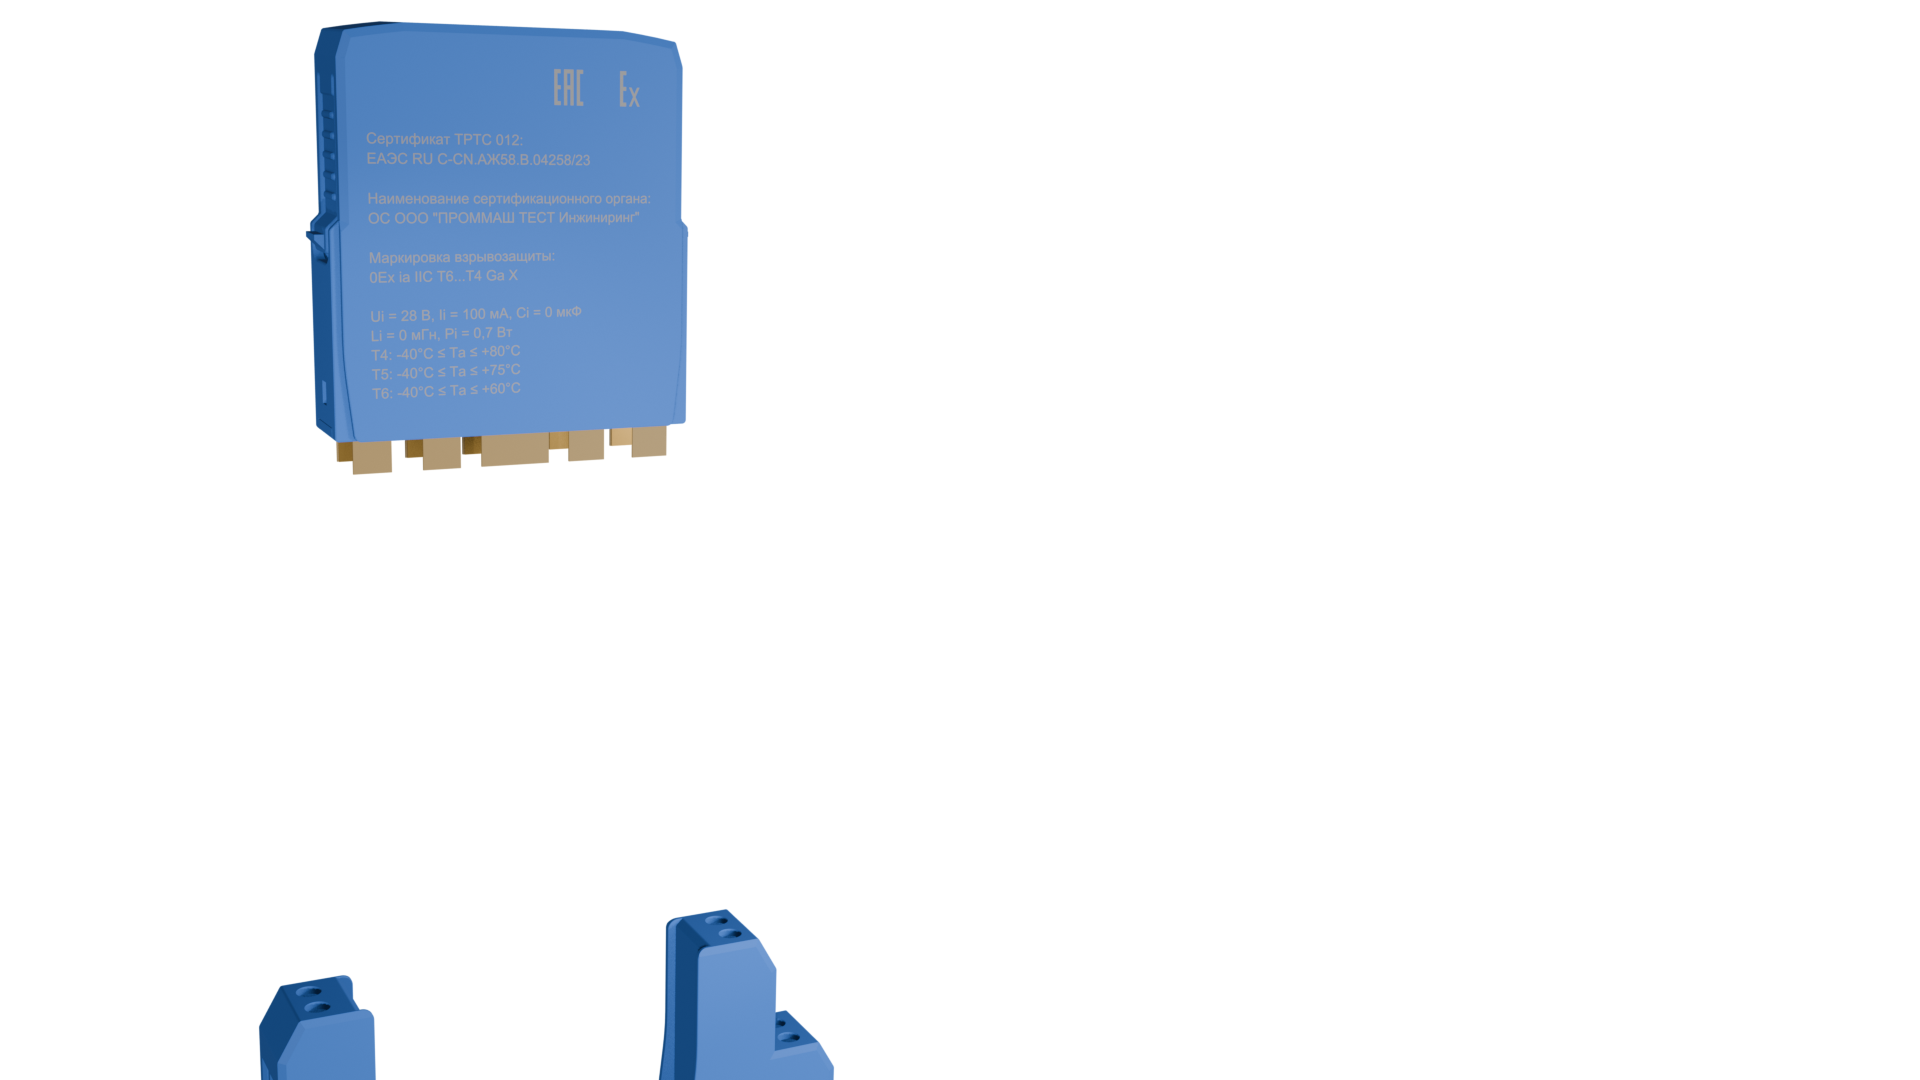 EAC Ex
Сертификат ТРТС 012:
ЕАЭС RU C-CN.АЖ58.В.04258/23
Наименование сертификационного органа:
ОС ООО "ПРОММАШ ТЕСТ Инжиниринг"
Маркировка взрывозащиты:
0Ex ia IIC T6...T4 Ga X
Ui = 28 В, Ii = 100 мА, Ci = 0 мкФ
Li = 0 мГн, Pi = 0,7 Вт
T4: -40°C ≤ Ta ≤ +80°C
T5: -40°C ≤ Ta ≤ +75°C
T6: -40°C ≤ Ta ≤ +60°C